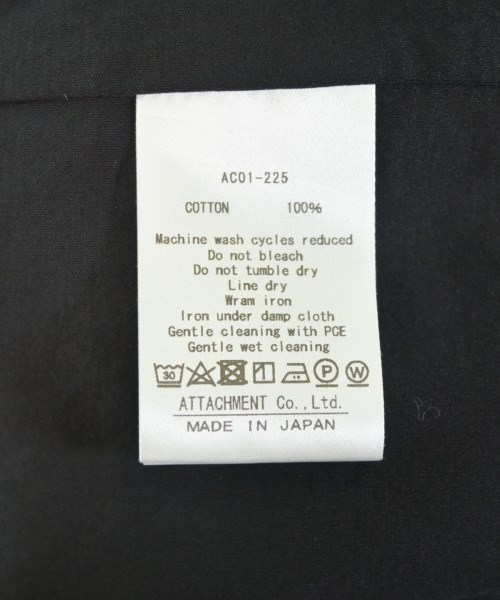 AC01-225
COTTON 100%
Machine wash cycles reduced
Do not bleach
Do not tumble dry
Line dry
Wram iron
Iron under damp cloth
Gentle cleaning with PCE
Gentle wet cleaning
30 P W
ATTACHMENT Co.,Ltd.
MADE IN JAPAN